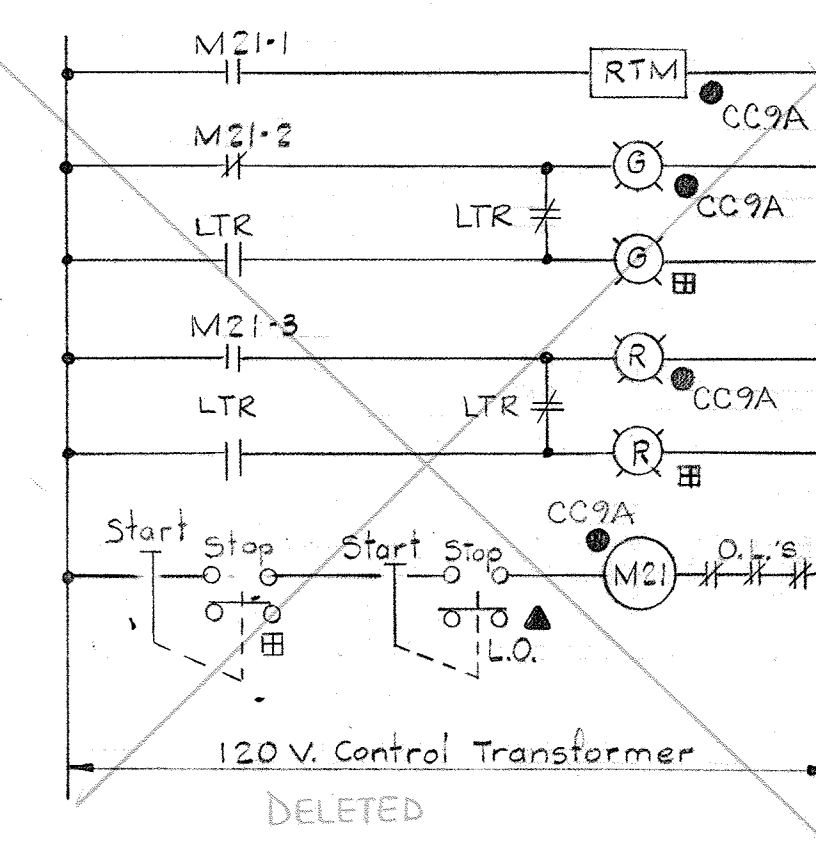 M21-1
RTM
CC9A
M21-2
G
CC9A
LTR
LTR
G
M21-3
R
CC9A
LTR
LTR
R
CC9A
Start
Stop
Start
Stop
M21
O.L.'s
L.O.
120 V. Control Transformer
DELETED